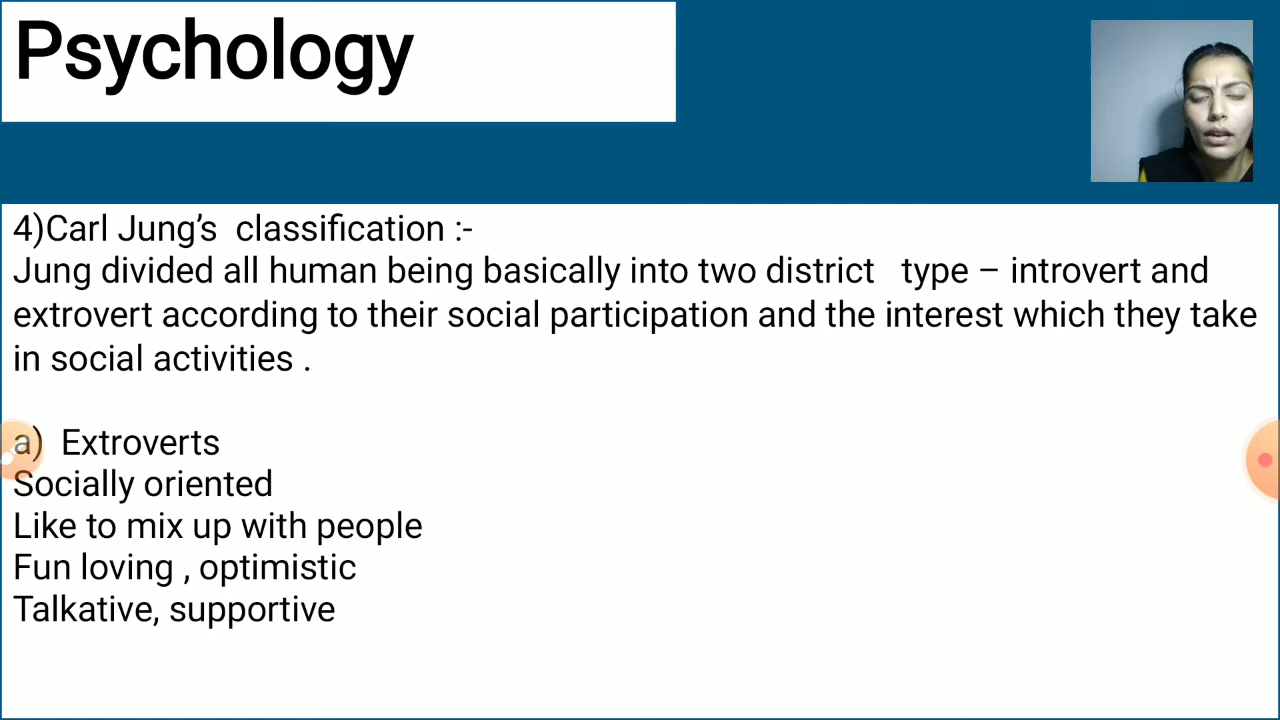 Psychology
4)Carl Jung’s classification :-
Jung divided all human being basically into two district type – introvert and
extrovert according to their social participation and the interest which they take
in social activities .
a) Extroverts
Socially oriented
Like to mix up with people
Fun loving , optimistic
Talkative, supportive